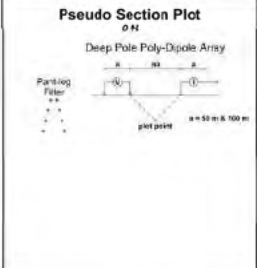 Pseudo Section Plot
Deep Pole Poly-Dipole Array
a na a
Pant-leg
Filter
V I
plot point
a = 50 m & 100 m